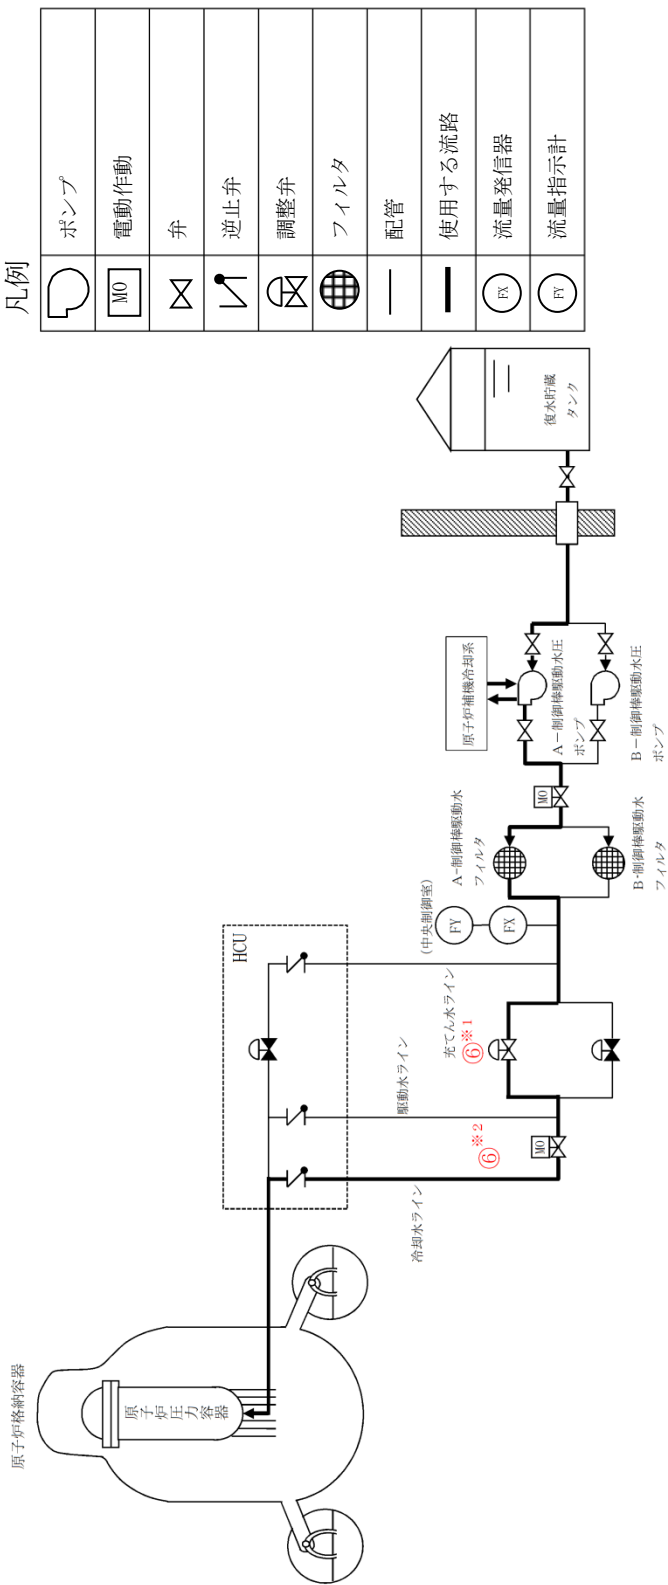 凡例
ポンプ
MO
電動作動
弁
逆止弁
調整弁
フィルタ
配管
使用する流路
FX
流量発信器
FY
流量指示計
原子炉格納容器
原子炉圧力容器
HCU
冷却水ライン
駆動水ライン
充てん水ライン
⑥※2
⑥※1
MO
(中央制御室)
FY
FX
A-制御棒駆動水
フィルタ
B-制御棒駆動水
フィルタ
MO
原子炉補機冷却系
A-制御棒駆動水圧
ポンプ
B-制御棒駆動水圧
ポンプ
復水貯蔵
タンク